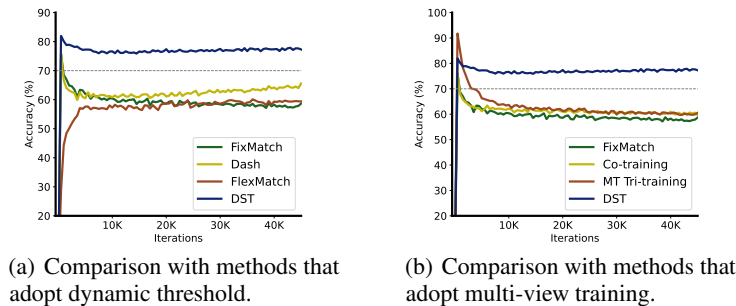 90
80
70
60
50
40
30
20
Accuracy (%)
10K
20K
30K
40K
Iterations
FixMatch
Dash
FlexMatch
DST
(a) Comparison with methods that
adopt dynamic threshold.
100
90
80
70
60
50
40
30
20
Accuracy (%)
10K
20K
30K
40K
Iterations
FixMatch
Co-training
MT Tri-training
DST
(b) Comparison with methods that
adopt multi-view training.